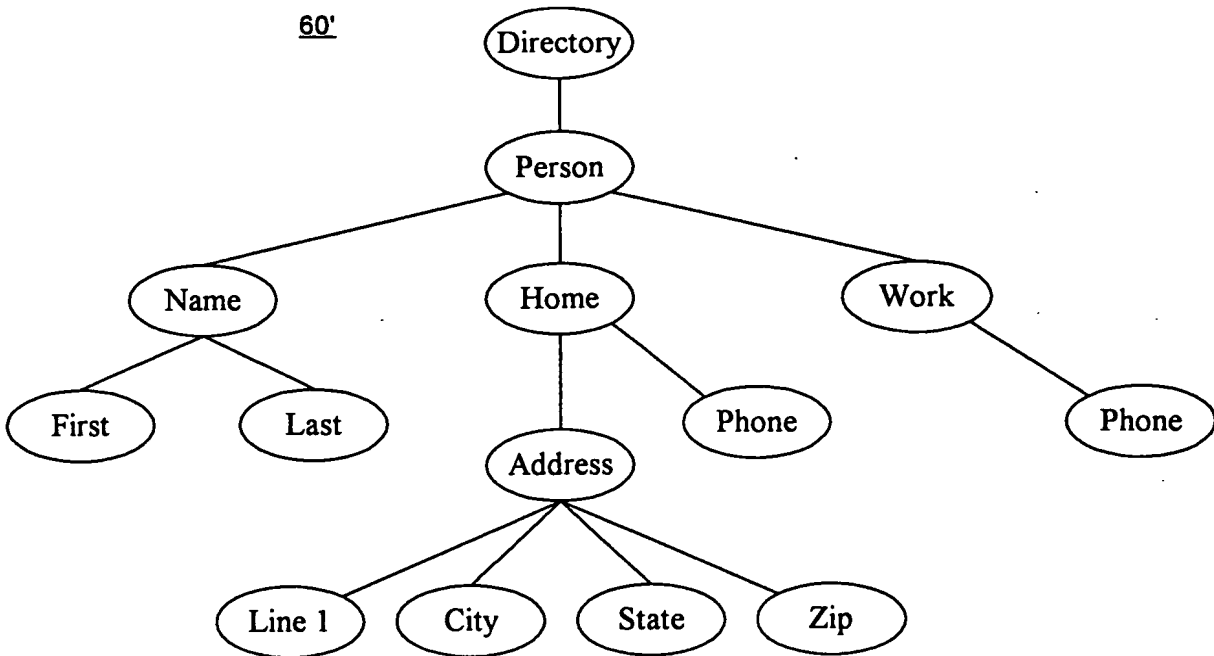 60'
Directory
Person
Name Home Work
First Last Phone Phone
Address
Line 1 City State Zip